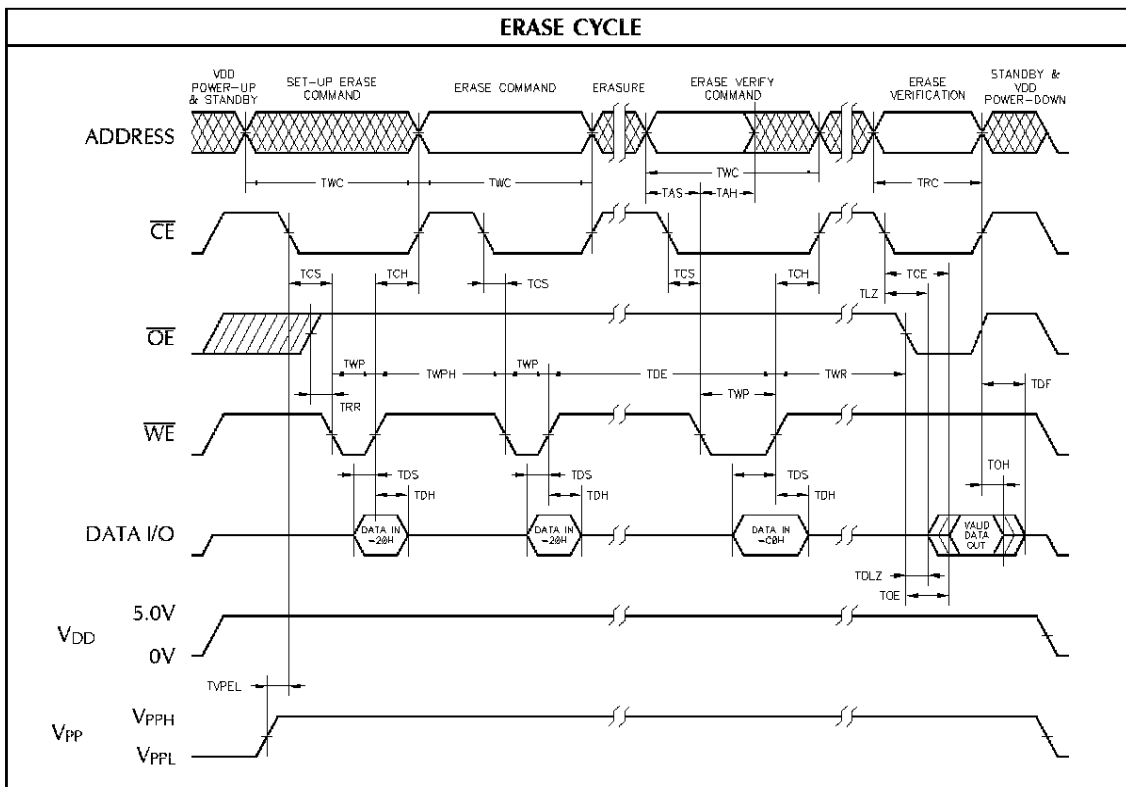 ERASE CYCLE
VDD
POWER-UP
& STANDBY
SET-UP ERASE
COMMAND
ERASE COMMAND
ERASURE
ERASE VERIFY
COMMAND
ERASE
VERIFICATION
STANDBY &
VDD
POWER-DOWN
ADDRESS
TWC
TWC
TWC
TAS
TAH
TRC
CE
TCS
TCH
TCS
TCS
TCH
TCE
TLZ
OE
TWP
TWPH
TWP
TDE
TWR
TWP
TDF
TRR
WE
TDS
TDH
TDS
TDH
TDS
TDH
TOH
DATA I/O
DATA IN
-20H
DATA IN
-20H
DATA IN
-C0H
VALID
DATA
OUT
TOLZ
TOE
5.0V
VDD
0V
TVPEL
VPPH
VPP
VPPL